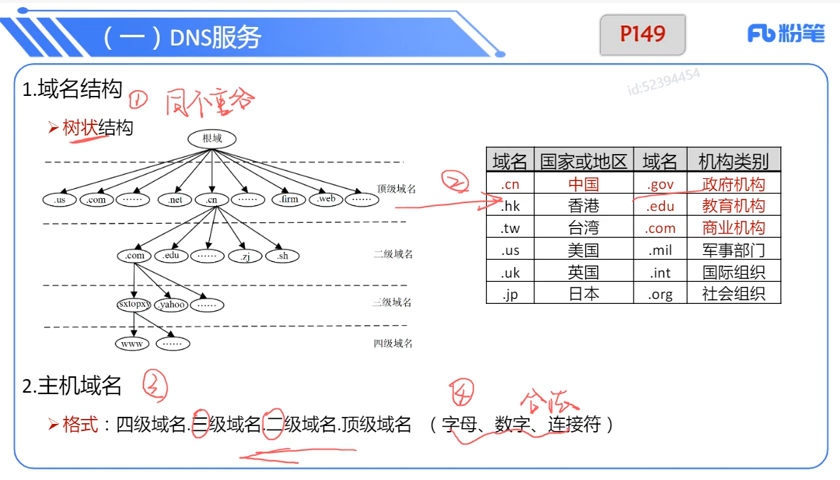 （一）DNS服务
P149
粉笔
id:52394454
1.域名结构
① 同个重谷
➢树状结构
根域
.us .com …… .net .cn …… .firm .web ……
顶级域名
.com .edu …… .zj .sh
二级域名
sxtopxy .yahoo ……
三级域名
www ……
四级域名
②
域名 国家或地区 域名 机构类别
.cn 中国 .gov 政府机构
.hk 香港 .edu 教育机构
.tw 台湾 .com 商业机构
.us 美国 .mil 军事部门
.uk 英国 .int 国际组织
.jp 日本 .org 社会组织
2.主机域名 ③
④ 合法
➢格式：四级域名.三级域名.二级域名.顶级域名 （字母、数字、连接符）